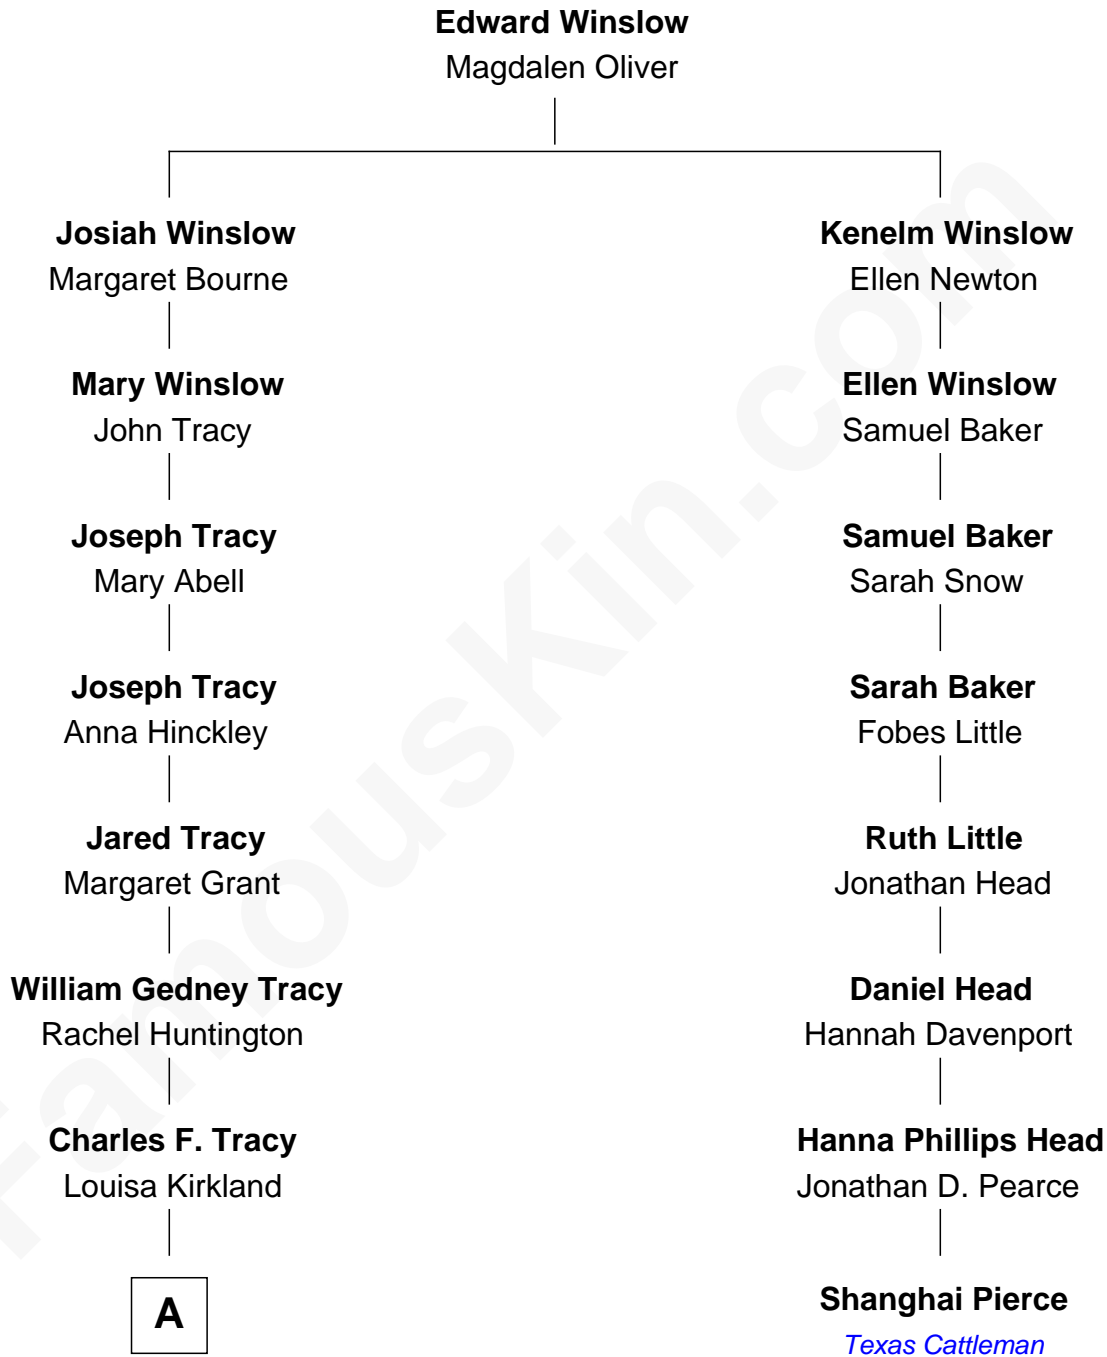 Edward Winslow
Magdalen Oliver
Josiah Winslow
Margaret Bourne
Kenelm Winslow
Ellen Newton
Mary Winslow
John Tracy
Ellen Winslow
Samuel Baker
Joseph Tracy
Mary Abell
Samuel Baker
Sarah Snow
Joseph Tracy
Anna Hinckley
Sarah Baker
Fobes Little
Jared Tracy
Margaret Grant
Ruth Little
Jonathan Head
William Gedney Tracy
Rachel Huntington
Daniel Head
Hannah Davenport
Charles F. Tracy
Louisa Kirkland
Hanna Phillips Head
Jonathan D. Pearce
A
Shanghai Pierce
Texas Cattleman
FamousKin.com